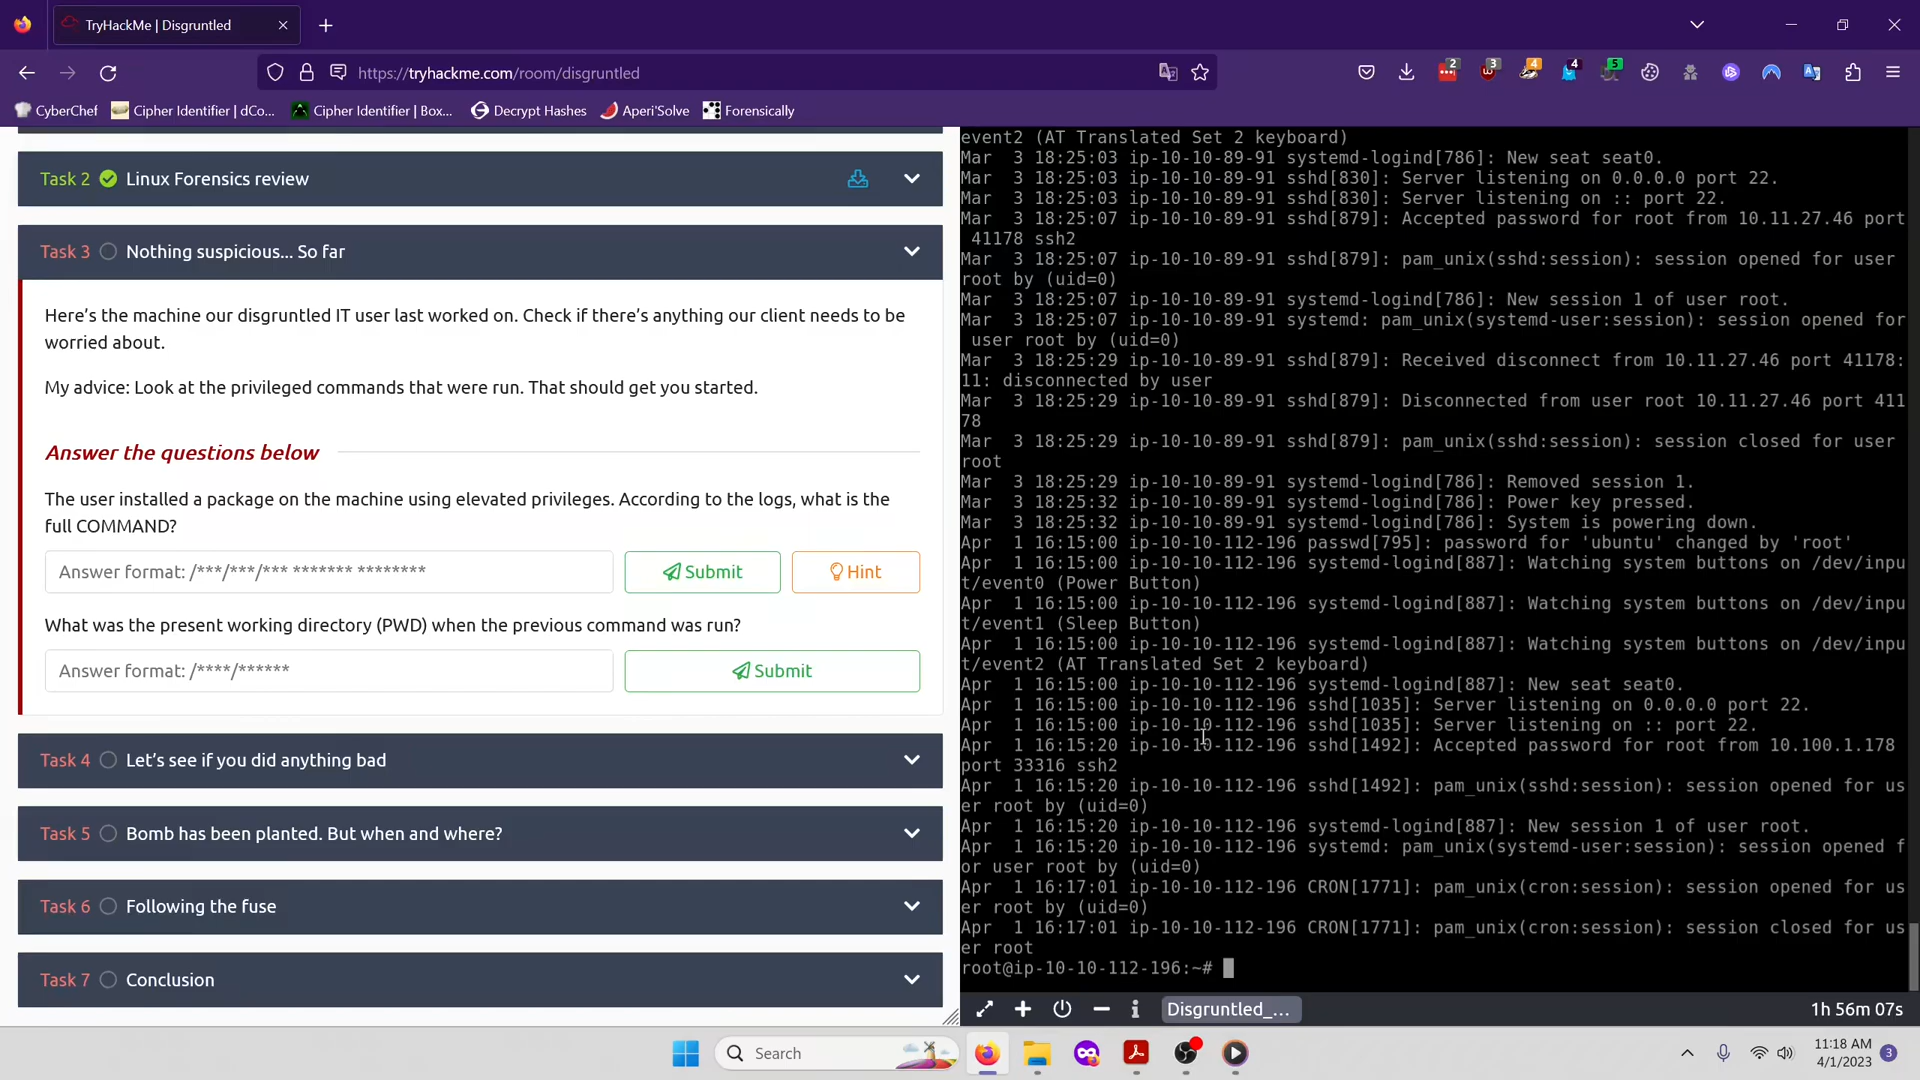 TryHackMe | Disgruntled
https://tryhackme.com/room/disgruntled
2
3
4
4
5
CyberChef
Cipher Identifier | dCo...
Cipher Identifier | Box...
Decrypt Hashes
Aperi'Solve
Forensically
Task 2 Linux Forensics review
Task 3 Nothing suspicious... So far
Here's the machine our disgruntled IT user last worked on. Check if there's anything our client needs to be
worried about.
My advice: Look at the privileged commands that were run. That should get you started.
Answer the questions below
The user installed a package on the machine using elevated privileges. According to the logs, what is the
full COMMAND?
Answer format: /***/***/*** ******* ********
Submit
Hint
What was the present working directory (PWD) when the previous command was run?
Answer format: /****/******
Submit
Task 4 Let's see if you did anything bad
Task 5 Bomb has been planted. But when and where?
Task 6 Following the fuse
Task 7 Conclusion
event2 (AT Translated Set 2 keyboard)
Mar  3 18:25:03 ip-10-10-89-91 systemd-logind[786]: New seat seat0.
Mar  3 18:25:03 ip-10-10-89-91 sshd[830]: Server listening on 0.0.0.0 port 22.
Mar  3 18:25:03 ip-10-10-89-91 sshd[830]: Server listening on :: port 22.
Mar  3 18:25:07 ip-10-10-89-91 sshd[879]: Accepted password for root from 10.11.27.46 port
41178 ssh2
Mar  3 18:25:07 ip-10-10-89-91 sshd[879]: pam_unix(sshd:session): session opened for user
root by (uid=0)
Mar  3 18:25:07 ip-10-10-89-91 systemd-logind[786]: New session 1 of user root.
Mar  3 18:25:07 ip-10-10-89-91 systemd: pam_unix(systemd-user:session): session opened for
user root by (uid=0)
Mar  3 18:25:29 ip-10-10-89-91 sshd[879]: Received disconnect from 10.11.27.46 port 41178:
11: disconnected by user
Mar  3 18:25:29 ip-10-10-89-91 sshd[879]: Disconnected from user root 10.11.27.46 port 411
78
Mar  3 18:25:29 ip-10-10-89-91 sshd[879]: pam_unix(sshd:session): session closed for user
root
Mar  3 18:25:29 ip-10-10-89-91 systemd-logind[786]: Removed session 1.
Mar  3 18:25:32 ip-10-10-89-91 systemd-logind[786]: Power key pressed.
Mar  3 18:25:32 ip-10-10-89-91 systemd-logind[786]: System is powering down.
Apr  1 16:15:00 ip-10-10-112-196 passwd[795]: password for 'ubuntu' changed by 'root'
Apr  1 16:15:00 ip-10-10-112-196 systemd-logind[887]: Watching system buttons on /dev/inpu
t/event0 (Power Button)
Apr  1 16:15:00 ip-10-10-112-196 systemd-logind[887]: Watching system buttons on /dev/inpu
t/event1 (Sleep Button)
Apr  1 16:15:00 ip-10-10-112-196 systemd-logind[887]: Watching system buttons on /dev/inpu
t/event2 (AT Translated Set 2 keyboard)
Apr  1 16:15:00 ip-10-10-112-196 systemd-logind[887]: New seat seat0.
Apr  1 16:15:00 ip-10-10-112-196 sshd[1035]: Server listening on 0.0.0.0 port 22.
Apr  1 16:15:00 ip-10-10-112-196 sshd[1035]: Server listening on :: port 22.
Apr  1 16:15:20 ip-10-10-112-196 sshd[1492]: Accepted password for root from 10.100.1.178
port 33316 ssh2
Apr  1 16:15:20 ip-10-10-112-196 sshd[1492]: pam_unix(sshd:session): session opened for us
er root by (uid=0)
Apr  1 16:15:20 ip-10-10-112-196 systemd-logind[887]: New session 1 of user root.
Apr  1 16:15:20 ip-10-10-112-196 systemd: pam_unix(systemd-user:session): session opened f
or user root by (uid=0)
Apr  1 16:17:01 ip-10-10-112-196 CRON[1771]: pam_unix(cron:session): session opened for us
er root by (uid=0)
Apr  1 16:17:01 ip-10-10-112-196 CRON[1771]: pam_unix(cron:session): session closed for us
er root
root@ip-10-10-112-196:~#
Disgruntled_...
1h 56m 07s
Search
11:18 AM
4/1/2023
3